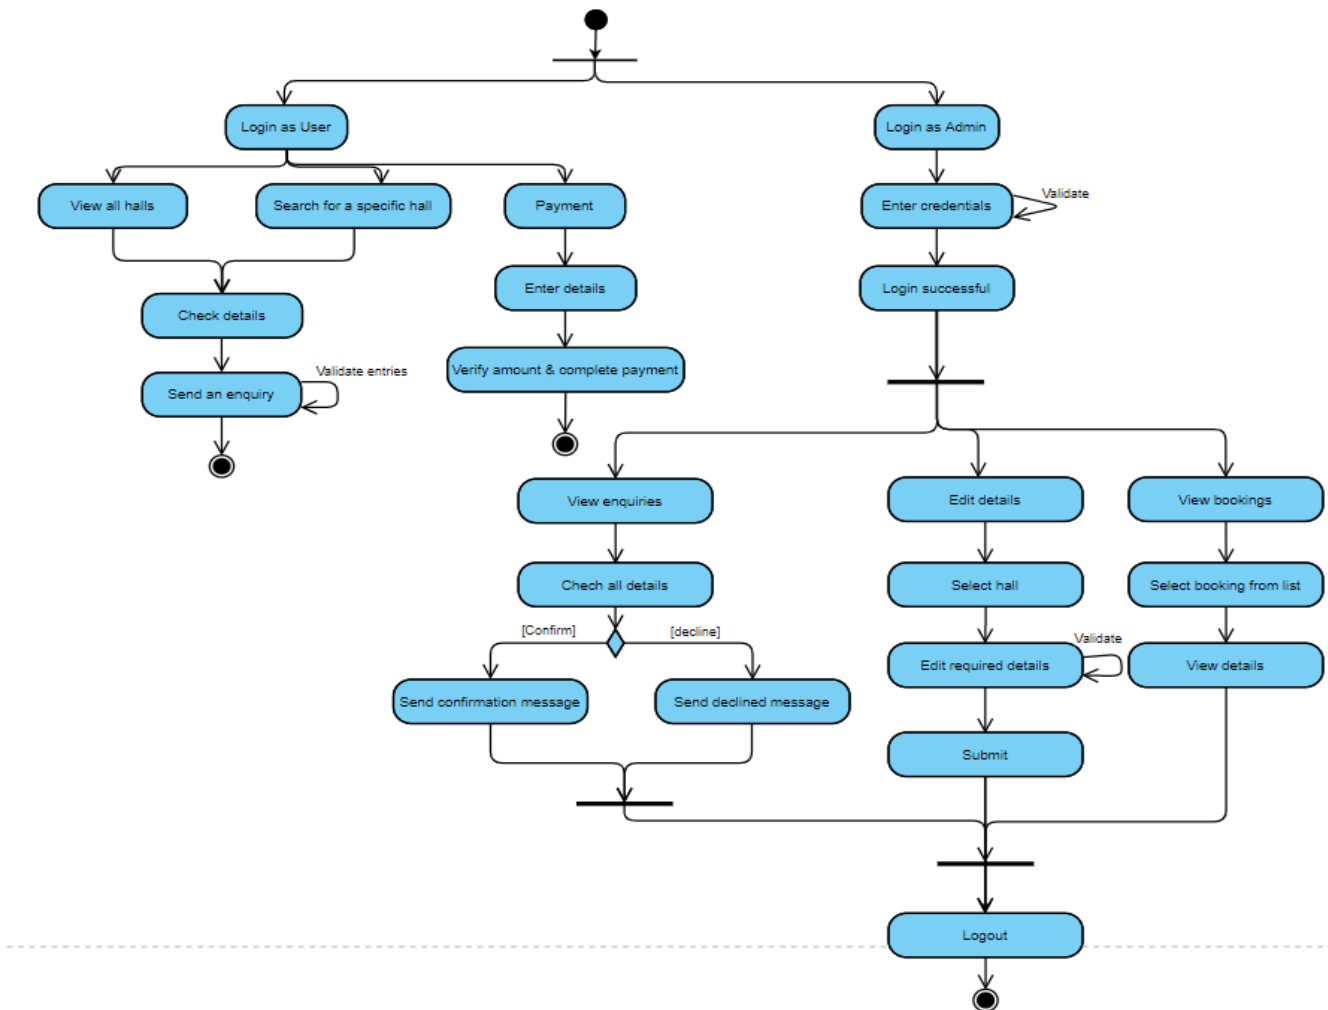 Login as User
Login as Admin
View all halls
Search for a specific hall
Payment
Enter credentials
Validate
Enter details
Login successful
Check details
Verify amount & complete payment
Send an enquiry
Validate entries
View enquiries
Edit details
View bookings
Chech all details
Select hall
Select booking from list
[Confirm]
[decline]
Validate
Edit required details
View details
Send confirmation message
Send declined message
Submit
Logout